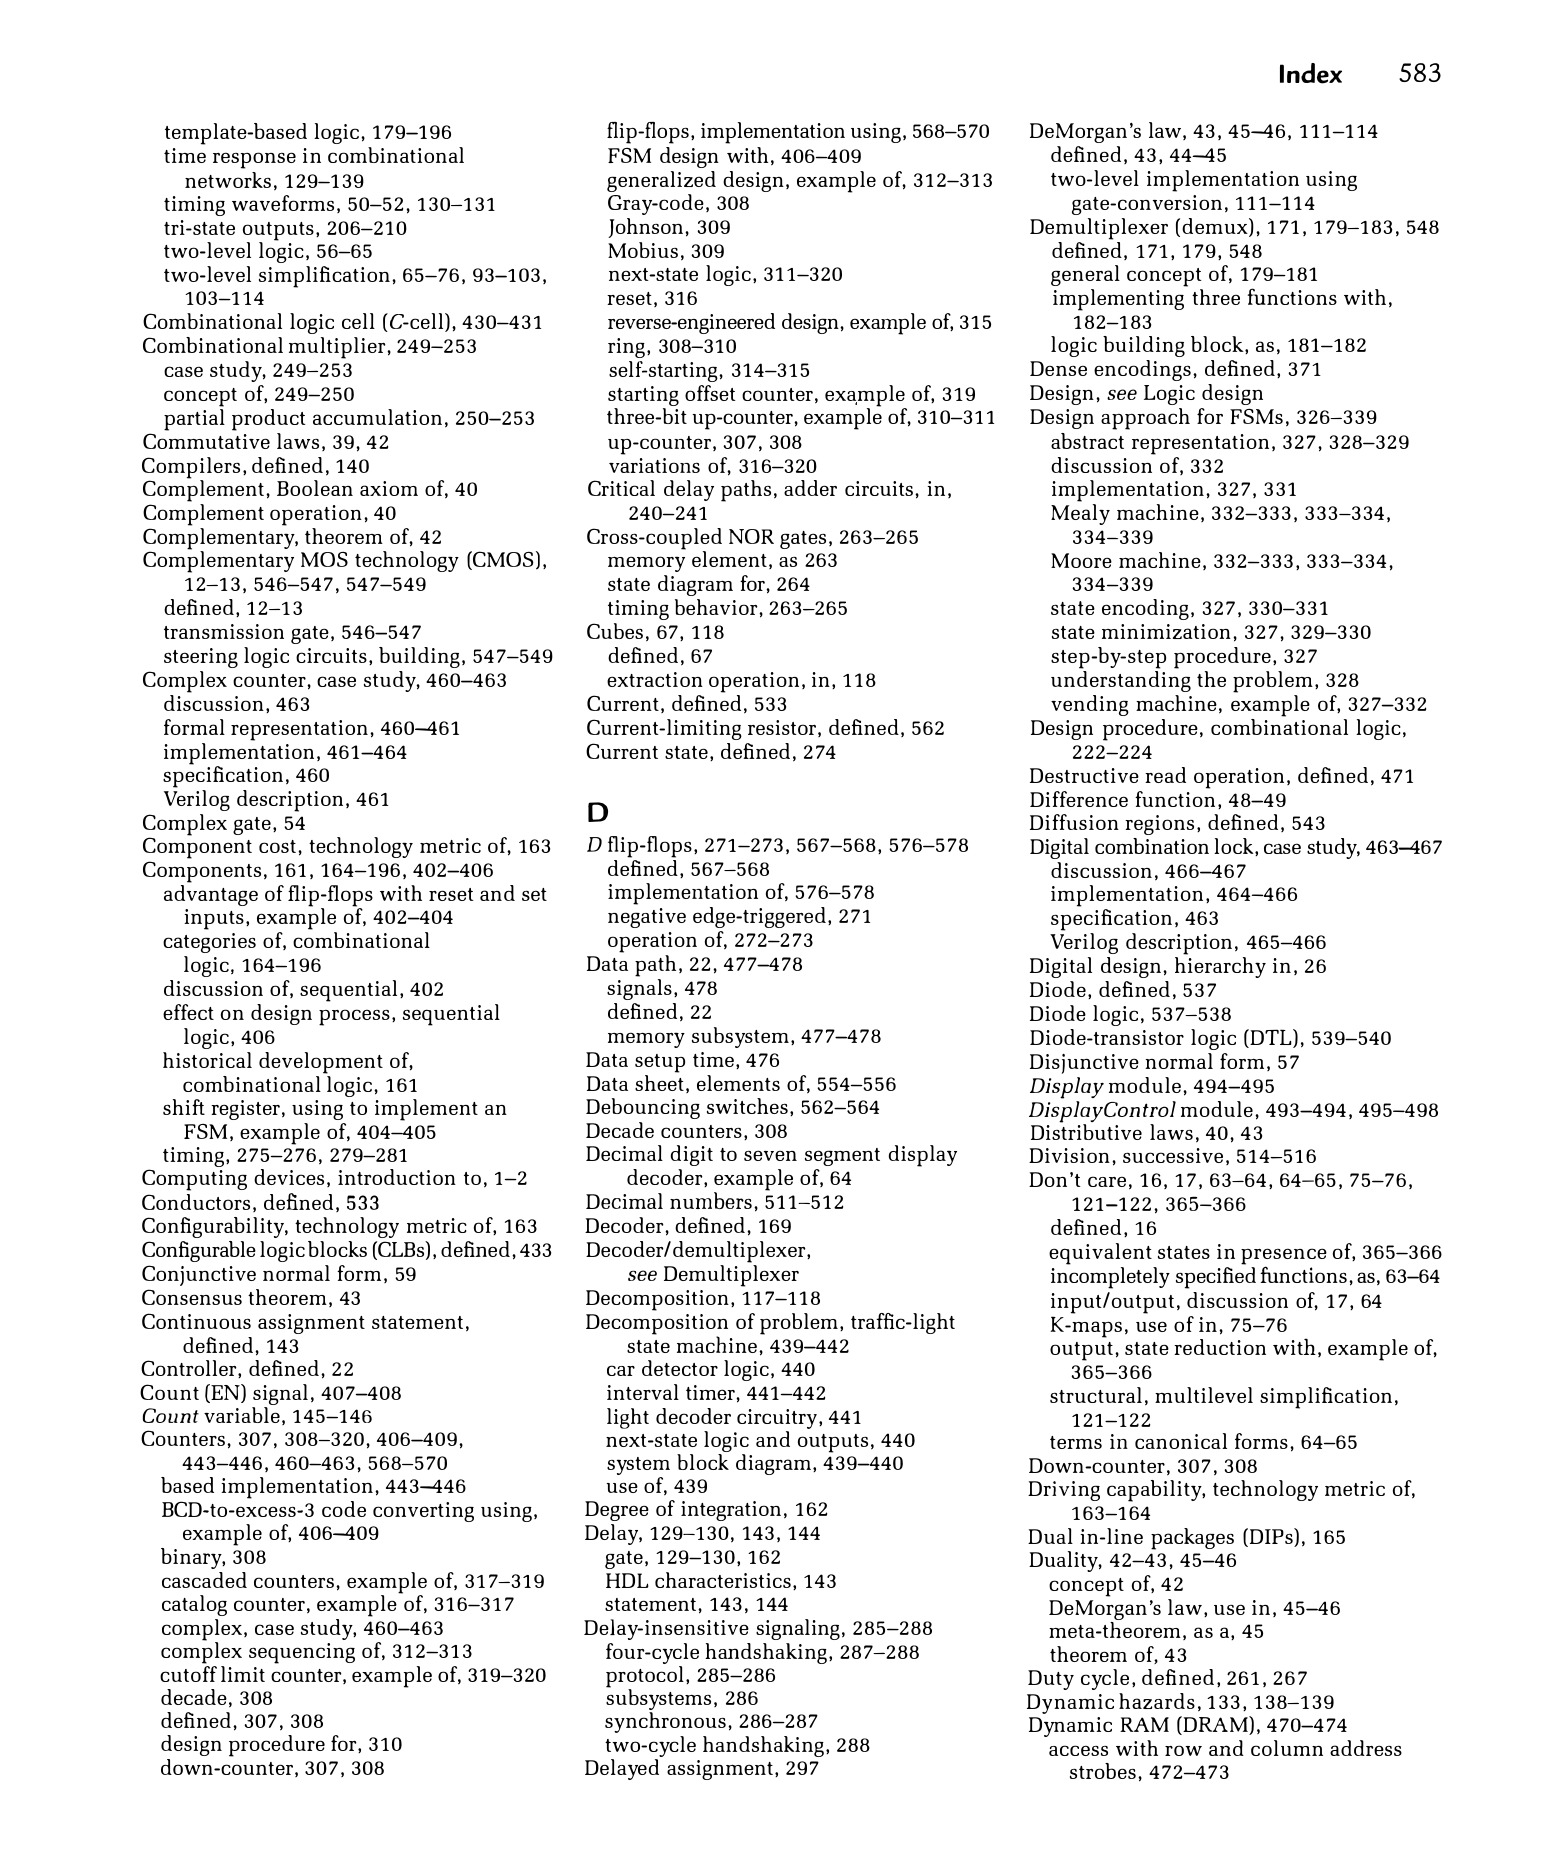 Index 583
template-based logic, 179–196
time response in combinational
networks, 129–139
timing waveforms, 50–52, 130–131
tri-state outputs, 206–210
two-level logic, 56–65
two-level simplification, 65–76, 93–103,
103–114
Combinational logic cell (C-cell), 430–431
Combinational multiplier, 249–253
case study, 249–253
concept of, 249–250
partial product accumulation, 250–253
Commutative laws, 39, 42
Compilers, defined, 140
Complement, Boolean axiom of, 40
Complement operation, 40
Complementary, theorem of, 42
Complementary MOS technology (CMOS),
12–13, 546–547, 547–549
defined, 12–13
transmission gate, 546–547
steering logic circuits, building, 547–549
Complex counter, case study, 460–463
discussion, 463
formal representation, 460–461
implementation, 461–464
specification, 460
Verilog description, 461
Complex gate, 54
Component cost, technology metric of, 163
Components, 161, 164–196, 402–406
advantage of flip-flops with reset and set
inputs, example of, 402–404
categories of, combinational
logic, 164–196
discussion of, sequential, 402
effect on design process, sequential
logic, 406
historical development of,
combinational logic, 161
shift register, using to implement an
FSM, example of, 404–405
timing, 275–276, 279–281
Computing devices, introduction to, 1–2
Conductors, defined, 533
Configurability, technology metric of, 163
Configurable logic blocks (CLBs), defined, 433
Conjunctive normal form, 59
Consensus theorem, 43
Continuous assignment statement,
defined, 143
Controller, defined, 22
Count (EN) signal, 407–408
Count variable, 145–146
Counters, 307, 308–320, 406–409,
443–446, 460–463, 568–570
based implementation, 443–446
BCD-to-excess-3 code converting using,
example of, 406–409
binary, 308
cascaded counters, example of, 317–319
catalog counter, example of, 316–317
complex, case study, 460–463
complex sequencing of, 312–313
cutoff limit counter, example of, 319–320
decade, 308
defined, 307, 308
design procedure for, 310
down-counter, 307, 308
flip-flops, implementation using, 568–570
FSM design with, 406–409
generalized design, example of, 312–313
Gray-code, 308
Johnson, 309
Mobius, 309
next-state logic, 311–320
reset, 316
reverse-engineered design, example of, 315
ring, 308–310
self-starting, 314–315
starting offset counter, example of, 319
three-bit up-counter, example of, 310–311
up-counter, 307, 308
variations of, 316–320
Critical delay paths, adder circuits, in,
240–241
Cross-coupled NOR gates, 263–265
memory element, as 263
state diagram for, 264
timing behavior, 263–265
Cubes, 67, 118
defined, 67
extraction operation, in, 118
Current, defined, 533
Current-limiting resistor, defined, 562
Current state, defined, 274
D
D flip-flops, 271–273, 567–568, 576–578
defined, 567–568
implementation of, 576–578
negative edge-triggered, 271
operation of, 272–273
Data path, 22, 477–478
signals, 478
defined, 22
memory subsystem, 477–478
Data setup time, 476
Data sheet, elements of, 554–556
Debouncing switches, 562–564
Decade counters, 308
Decimal digit to seven segment display
decoder, example of, 64
Decimal numbers, 511–512
Decoder, defined, 169
Decoder/demultiplexer,
see Demultiplexer
Decomposition, 117–118
Decomposition of problem, traffic-light
state machine, 439–442
car detector logic, 440
interval timer, 441–442
light decoder circuitry, 441
next-state logic and outputs, 440
system block diagram, 439–440
use of, 439
Degree of integration, 162
Delay, 129–130, 143, 144
gate, 129–130, 162
HDL characteristics, 143
statement, 143, 144
Delay-insensitive signaling, 285–288
four-cycle handshaking, 287–288
protocol, 285–286
subsystems, 286
synchronous, 286–287
two-cycle handshaking, 288
Delayed assignment, 297
DeMorgan's law, 43, 45–46, 111–114
defined, 43, 44–45
two-level implementation using
gate-conversion, 111–114
Demultiplexer (demux), 171, 179–183, 548
defined, 171, 179, 548
general concept of, 179–181
implementing three functions with,
182–183
logic building block, as, 181–182
Dense encodings, defined, 371
Design, see Logic design
Design approach for FSMs, 326–339
abstract representation, 327, 328–329
discussion of, 332
implementation, 327, 331
Mealy machine, 332–333, 333–334,
334–339
Moore machine, 332–333, 333–334,
334–339
state encoding, 327, 330–331
state minimization, 327, 329–330
step-by-step procedure, 327
understanding the problem, 328
vending machine, example of, 327–332
Design procedure, combinational logic,
222–224
Destructive read operation, defined, 471
Difference function, 48–49
Diffusion regions, defined, 543
Digital combination lock, case study, 463–467
discussion, 466–467
implementation, 464–466
specification, 463
Verilog description, 465–466
Digital design, hierarchy in, 26
Diode, defined, 537
Diode logic, 537–538
Diode-transistor logic (DTL), 539–540
Disjunctive normal form, 57
Display module, 494–495
DisplayControl module, 493–494, 495–498
Distributive laws, 40, 43
Division, successive, 514–516
Don't care, 16, 17, 63–64, 64–65, 75–76,
121–122, 365–366
defined, 16
equivalent states in presence of, 365–366
incompletely specified functions, as, 63–64
input/output, discussion of, 17, 64
K-maps, use of in, 75–76
output, state reduction with, example of,
365–366
structural, multilevel simplification,
121–122
terms in canonical forms, 64–65
Down-counter, 307, 308
Driving capability, technology metric of,
163–164
Dual in-line packages (DIPs), 165
Duality, 42–43, 45–46
concept of, 42
DeMorgan's law, use in, 45–46
meta-theorem, as a, 45
theorem of, 43
Duty cycle, defined, 261, 267
Dynamic hazards, 133, 138–139
Dynamic RAM (DRAM), 470–474
access with row and column address
strobes, 472–473